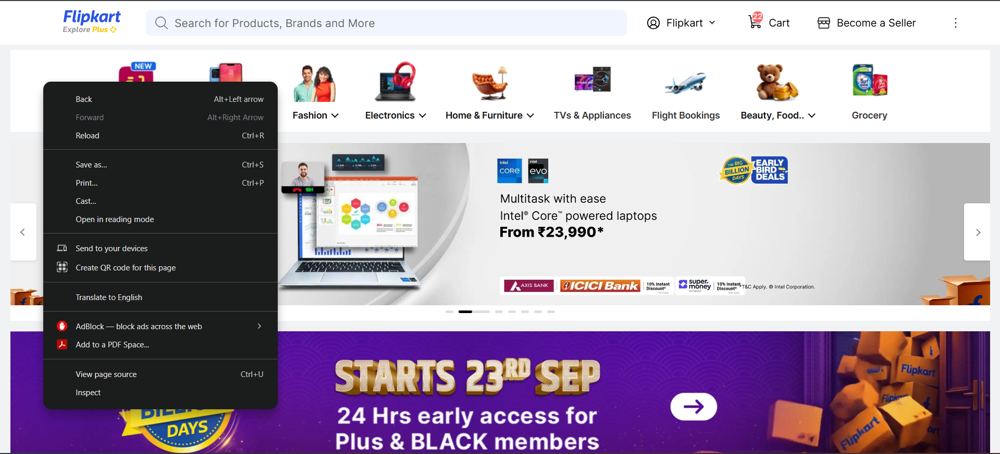 Flipkart
Explore Plus
Search for Products, Brands and More
Flipkart
22
Cart
Become a Seller
NEW
Fashion
Electronics
Home & Furniture
TVs & Appliances
Flight Bookings
Beauty, Food..
Grocery
Back Alt+Left arrow
Forward Alt+Right Arrow
Reload Ctrl+R
Save as... Ctrl+S
Print... Ctrl+P
Cast...
Open in reading mode
Send to your devices
Create QR code for this page
Translate to English
AdBlock — block ads across the web
Add to a PDF Space...
View page source Ctrl+U
Inspect
intel
CORE
intel
evo
THE BIG
BILLION
DAYS
EARLY
BIRD
DEALS
Multitask with ease
Intel® Core™ powered laptops
From ₹23,990*
AXIS BANK
ICICI Bank
10% Instant
Discount*
super.
money
by Flipkart
10% Instant
Discount*
T&C Apply. © Intel Corporation.
STARTS 23RD SEP
24 Hrs early access for
Plus & BLACK members
DAYS
Flipkart
Flipkart
Flipkart